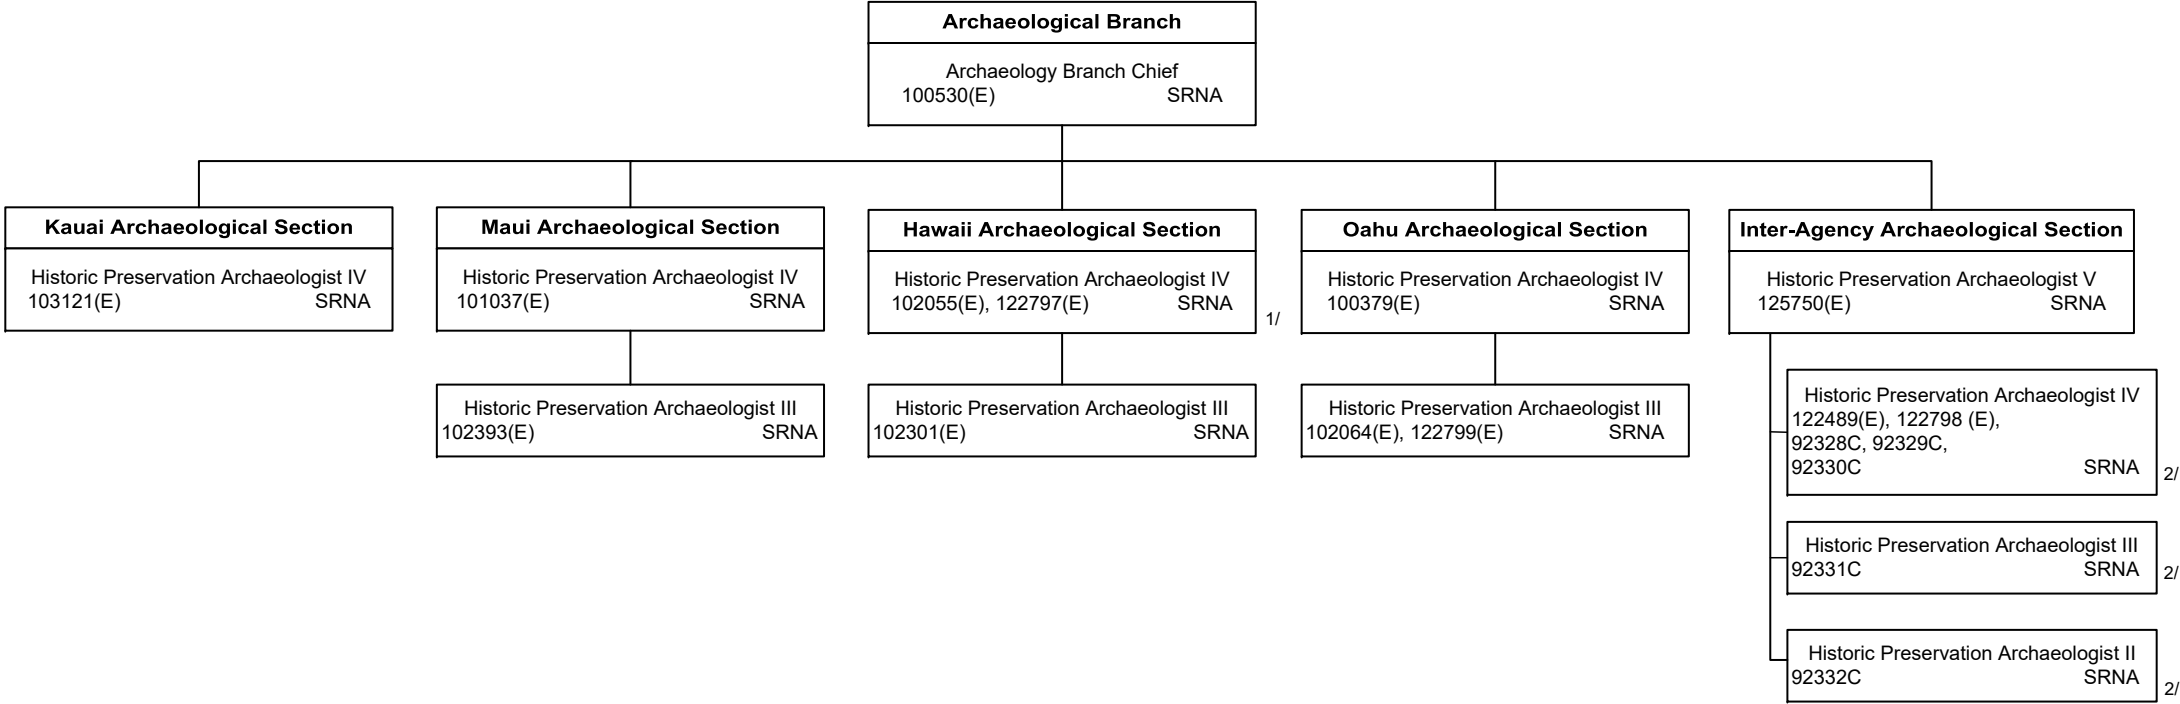 Archaeological Branch
Archaeology Branch Chief
100530(E) SRNA
Kauai Archaeological Section
Historic Preservation Archaeologist IV
103121(E) SRNA
Maui Archaeological Section
Historic Preservation Archaeologist IV
101037(E) SRNA
Historic Preservation Archaeologist III
102393(E) SRNA
Hawaii Archaeological Section
Historic Preservation Archaeologist IV
102055(E), 122797(E) SRNA
1/
Historic Preservation Archaeologist III
102301(E) SRNA
Oahu Archaeological Section
Historic Preservation Archaeologist IV
100379(E) SRNA
Historic Preservation Archaeologist III
102064(E), 122799(E) SRNA
Inter-Agency Archaeological Section
Historic Preservation Archaeologist V
125750(E) SRNA
Historic Preservation Archaeologist IV
122489(E), 122798 (E),
92328C, 92329C,
92330C SRNA
2/
Historic Preservation Archaeologist III
92331C SRNA
2/
Historic Preservation Archaeologist II
92332C SRNA
2/